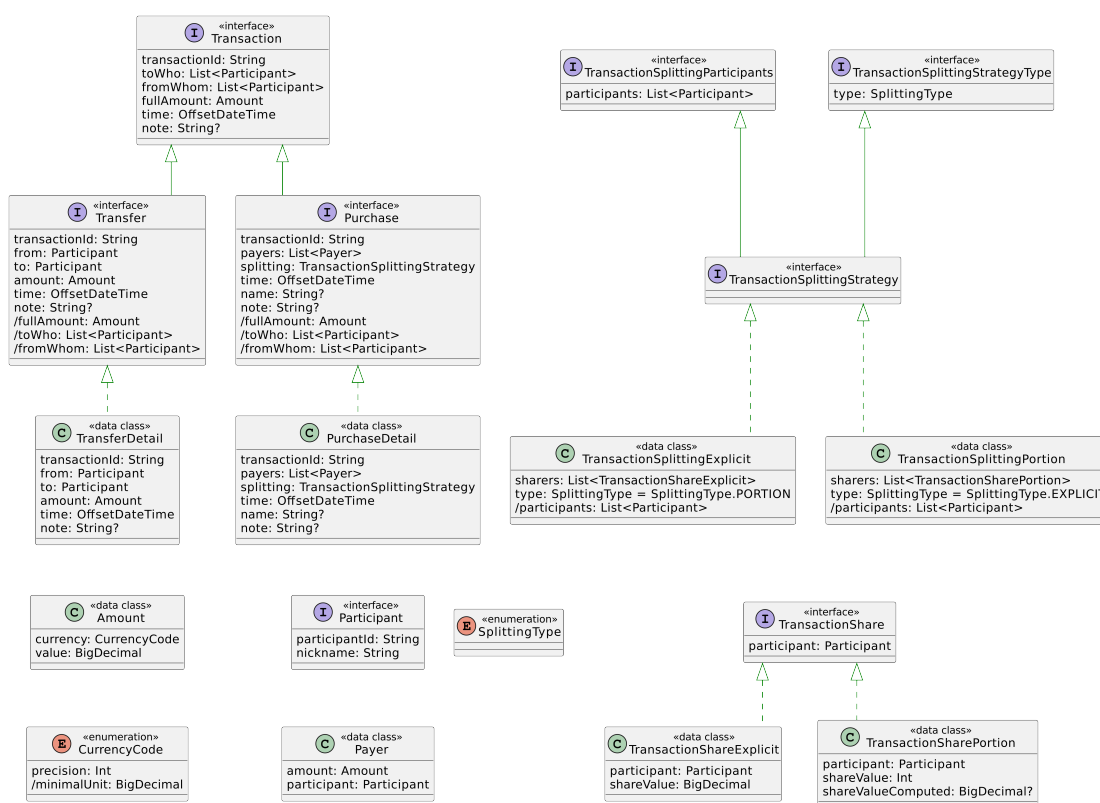 I
«interface»
Transaction
transactionId: String
toWho: List<Participant>
fromWhom: List<Participant>
fullAmount: Amount
time: OffsetDateTime
note: String?
I
«interface»
TransactionSplittingParticipants
participants: List<Participant>
I
«interface»
TransactionSplittingStrategyType
type: SplittingType
I
«interface»
Transfer
transactionId: String
from: Participant
to: Participant
amount: Amount
time: OffsetDateTime
note: String?
/fullAmount: Amount
/toWho: List<Participant>
/fromWhom: List<Participant>
I
«interface»
Purchase
transactionId: String
payers: List<Payer>
splitting: TransactionSplittingStrategy
time: OffsetDateTime
name: String?
note: String?
/fullAmount: Amount
/toWho: List<Participant>
/fromWhom: List<Participant>
I
«interface»
TransactionSplittingStrategy
C
«data class»
TransferDetail
transactionId: String
from: Participant
to: Participant
amount: Amount
time: OffsetDateTime
note: String?
C
«data class»
PurchaseDetail
transactionId: String
payers: List<Payer>
splitting: TransactionSplittingStrategy
time: OffsetDateTime
name: String?
note: String?
C
«data class»
TransactionSplittingExplicit
sharers: List<TransactionShareExplicit>
type: SplittingType = SplittingType.PORTION
/participants: List<Participant>
C
«data class»
TransactionSplittingPortion
sharers: List<TransactionSharePortion>
type: SplittingType = SplittingType.EXPLICI
/participants: List<Participant>
C
«data class»
Amount
currency: CurrencyCode
value: BigDecimal
I
«interface»
Participant
participantId: String
nickname: String
E
«enumeration»
SplittingType
I
«interface»
TransactionShare
participant: Participant
E
«enumeration»
CurrencyCode
precision: Int
/minimalUnit: BigDecimal
C
«data class»
Payer
amount: Amount
participant: Participant
C
«data class»
TransactionShareExplicit
participant: Participant
shareValue: BigDecimal
C
«data class»
TransactionSharePortion
participant: Participant
shareValue: Int
shareValueComputed: BigDecimal?